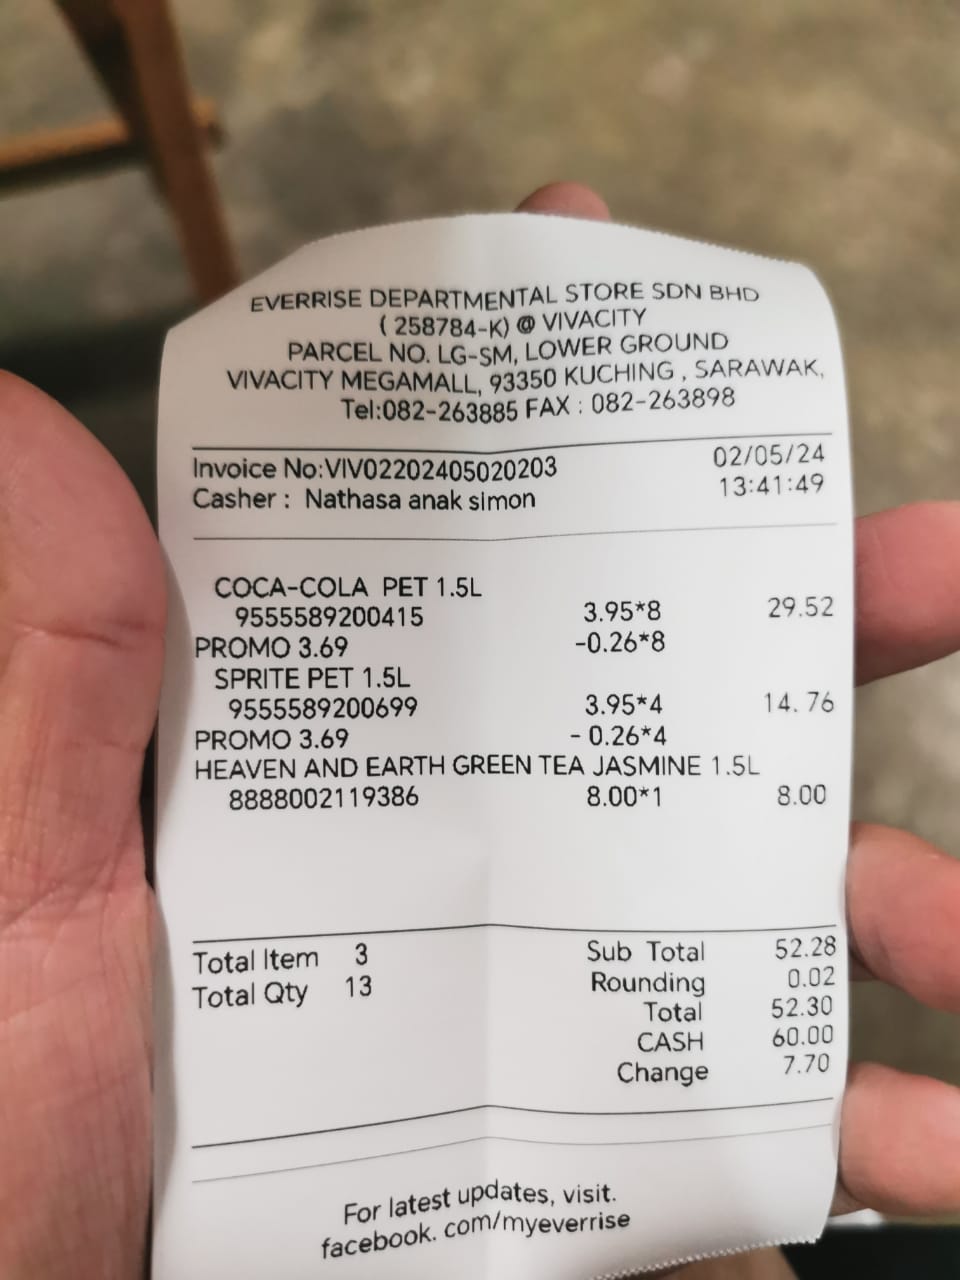 EVERRISE DEPARTMENTAL STORE SDN BHD
( 258784-K) @ VIVACITY
PARCEL NO. LG-SM, LOWER GROUND
VIVACITY MEGAMALL, 93350 KUCHING , SARAWAK,
Tel:082-263885 FAX : 082-263898
Invoice No:VIV02202405020203 02/05/24
Casher : Nathasa anak simon 13:41:49
COCA-COLA PET 1.5L
9555589200415 3.95*8 29.52
PROMO 3.69 -0.26*8
SPRITE PET 1.5L
9555589200699 3.95*4 14.76
PROMO 3.69 - 0.26*4
HEAVEN AND EARTH GREEN TEA JASMINE 1.5L
8888002119386 8.00*1 8.00
Total Item 3 Sub Total 52.28
Total Qty 13 Rounding 0.02
Total 52.30
CASH 60.00
Change 7.70
For latest updates, visit.
facebook. com/myeverrise